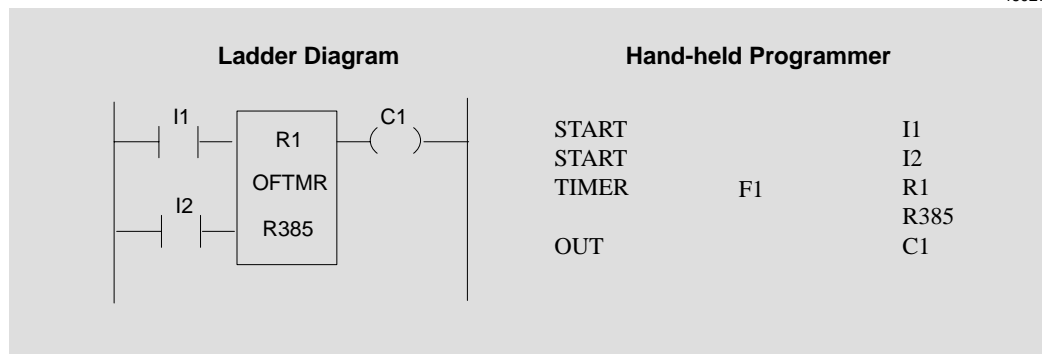 Ladder Diagram
I1
R1
OFTMR
R385
C1
I2
Hand-held Programmer
START I1
START I2
TIMER F1 R1
R385
OUT C1